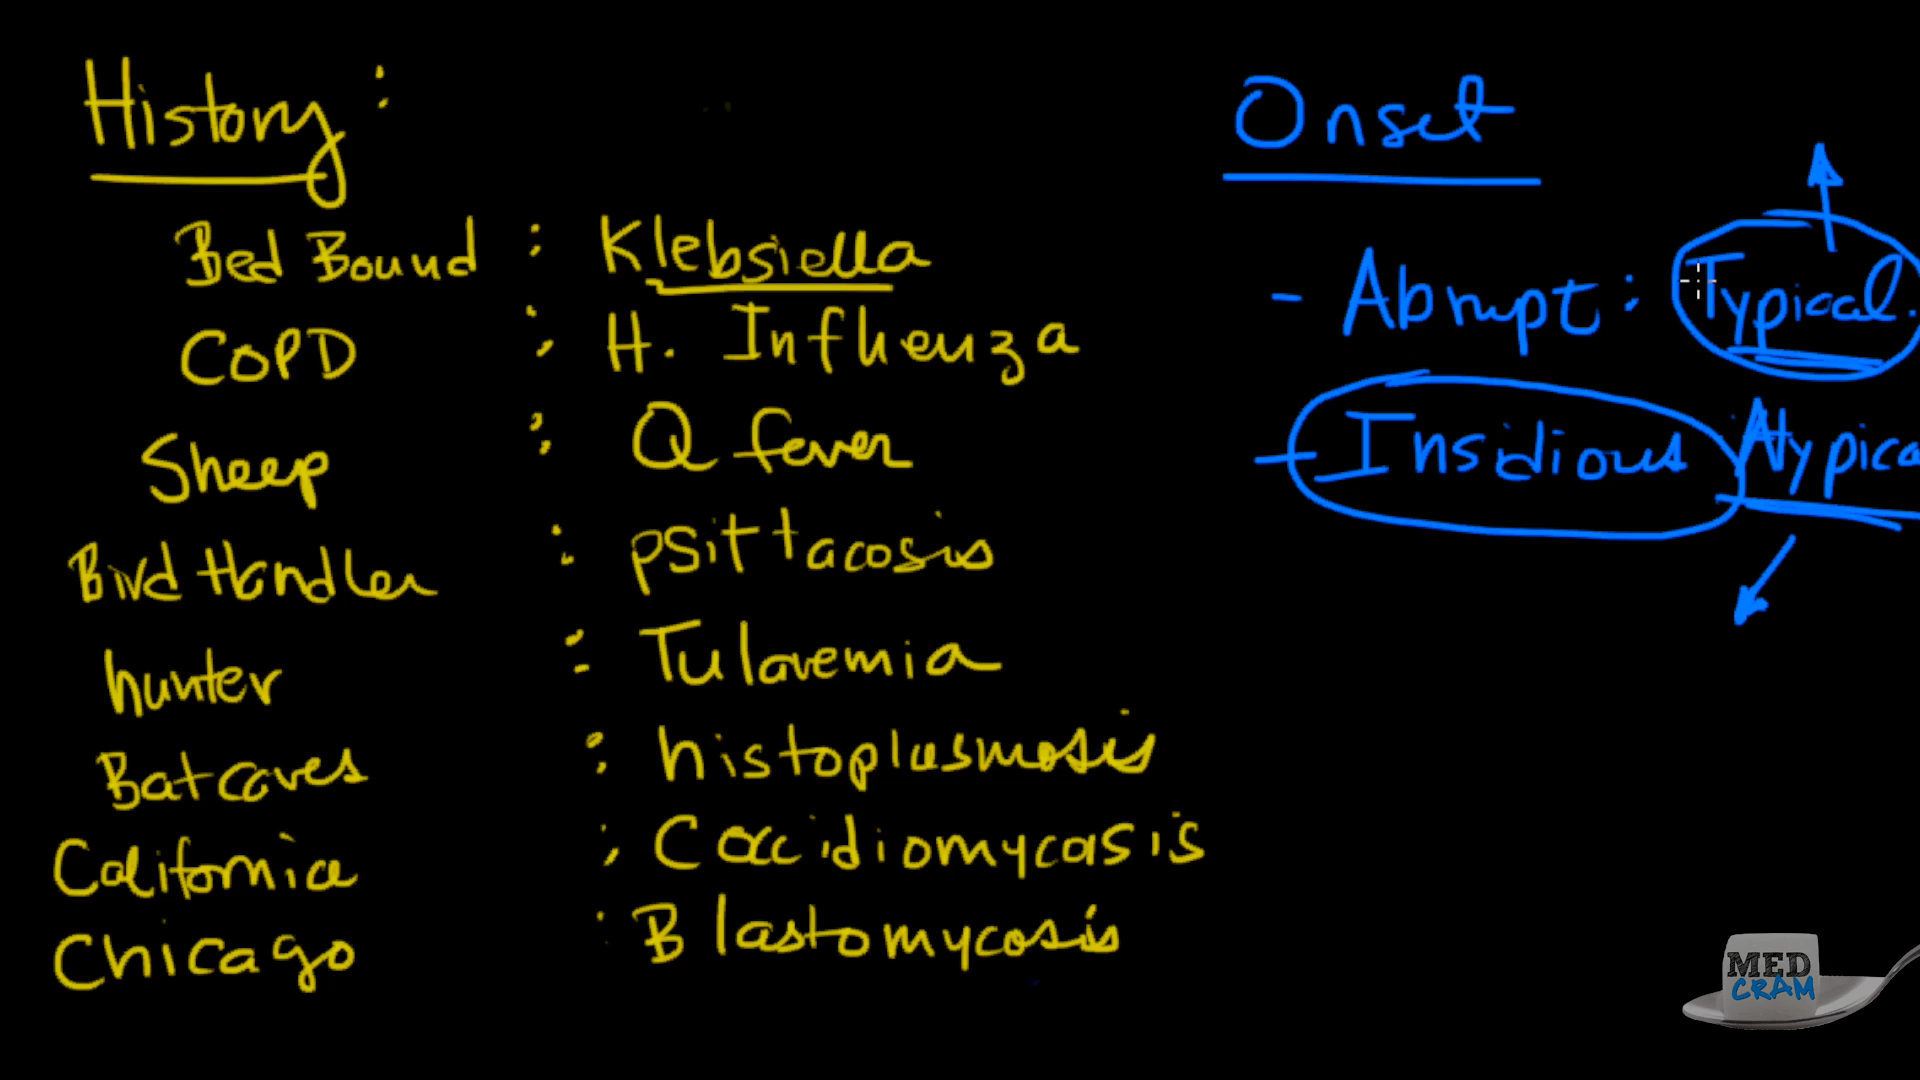 History:
Bed Bound : Klebsiella
COPD : H. Influenza
Sheep : Q fever
Bird Handler : psittacosis
hunter : Tularemia
Bat caves : histoplasmosis
California : Coccidiomycosis
Chicago : Blastomycosis
Onset
- Abrupt : Typical.
- Insidious Atypica
MED
CRAM